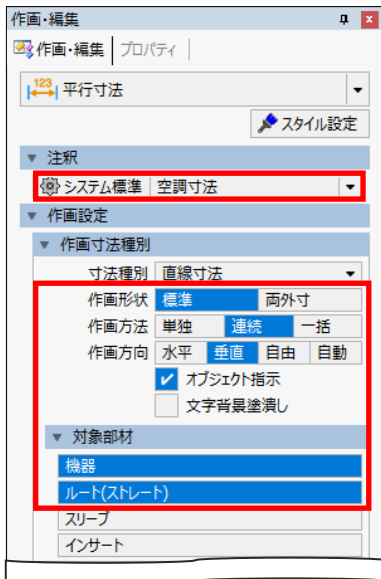 作画・編集
作画・編集 プロパティ
123 平行寸法
スタイル設定
注釈
システム標準 空調寸法
作画設定
作画寸法種別
寸法種別 直線寸法
作画形状 標準 両外寸
作画方法 単独 連続 一括
作画方向 水平 垂直 自由 自動
オブジェクト指示
文字背景塗潰し
対象部材
機器
ルート(ストレート)
スリーブ
インサート